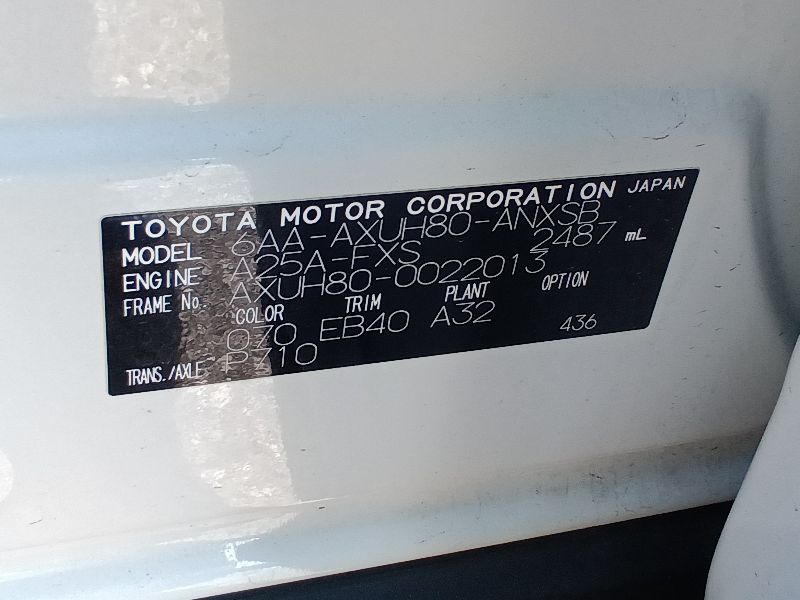 TOYOTA MOTOR CORPORATION JAPAN
MODEL 6AA-AXUH80-ANXSB
ENGINE A25A-FXS 2487 mL
FRAME No. AXUH80-0022013
COLOR TRIM PLANT OPTION
070 EB40 A32 436
TRANS./AXLE P710